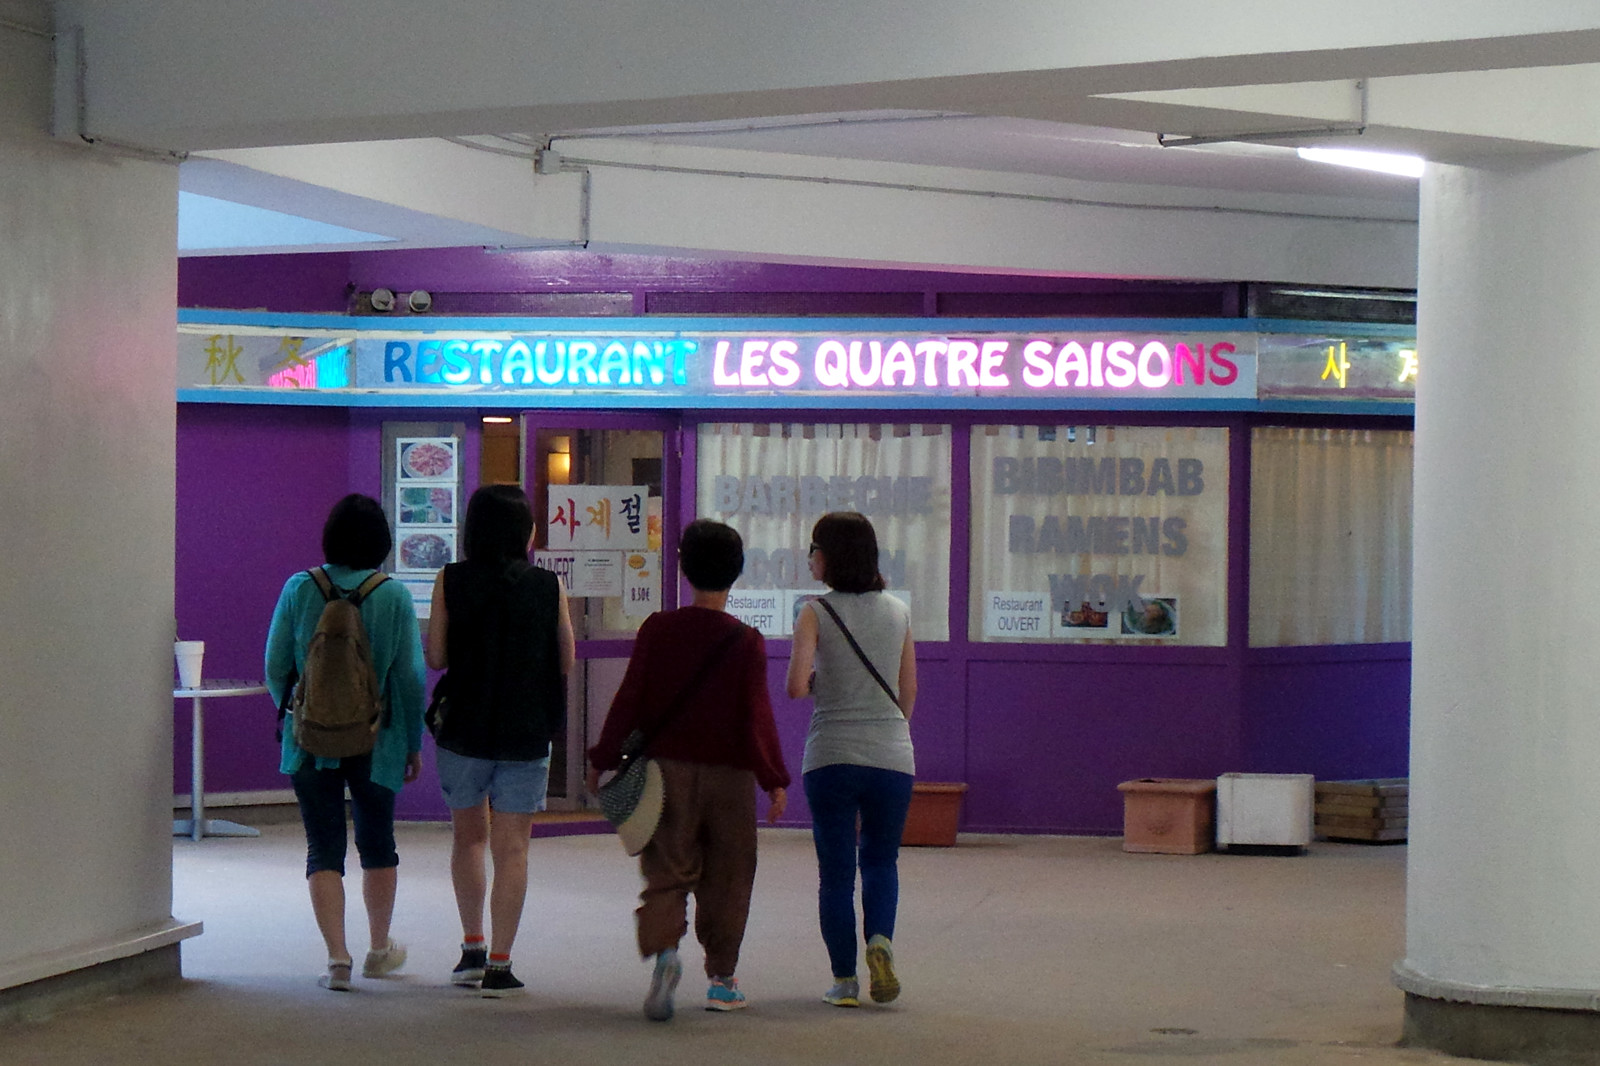 秋 冬
RESTAURANT LES QUATRE SAISONS
사 계
사계절
OUVERT
8.50€
BARBECUE
Restaurant
OUVERT
BIBIMBAB
RAMENS
WOK
Restaurant
OUVERT